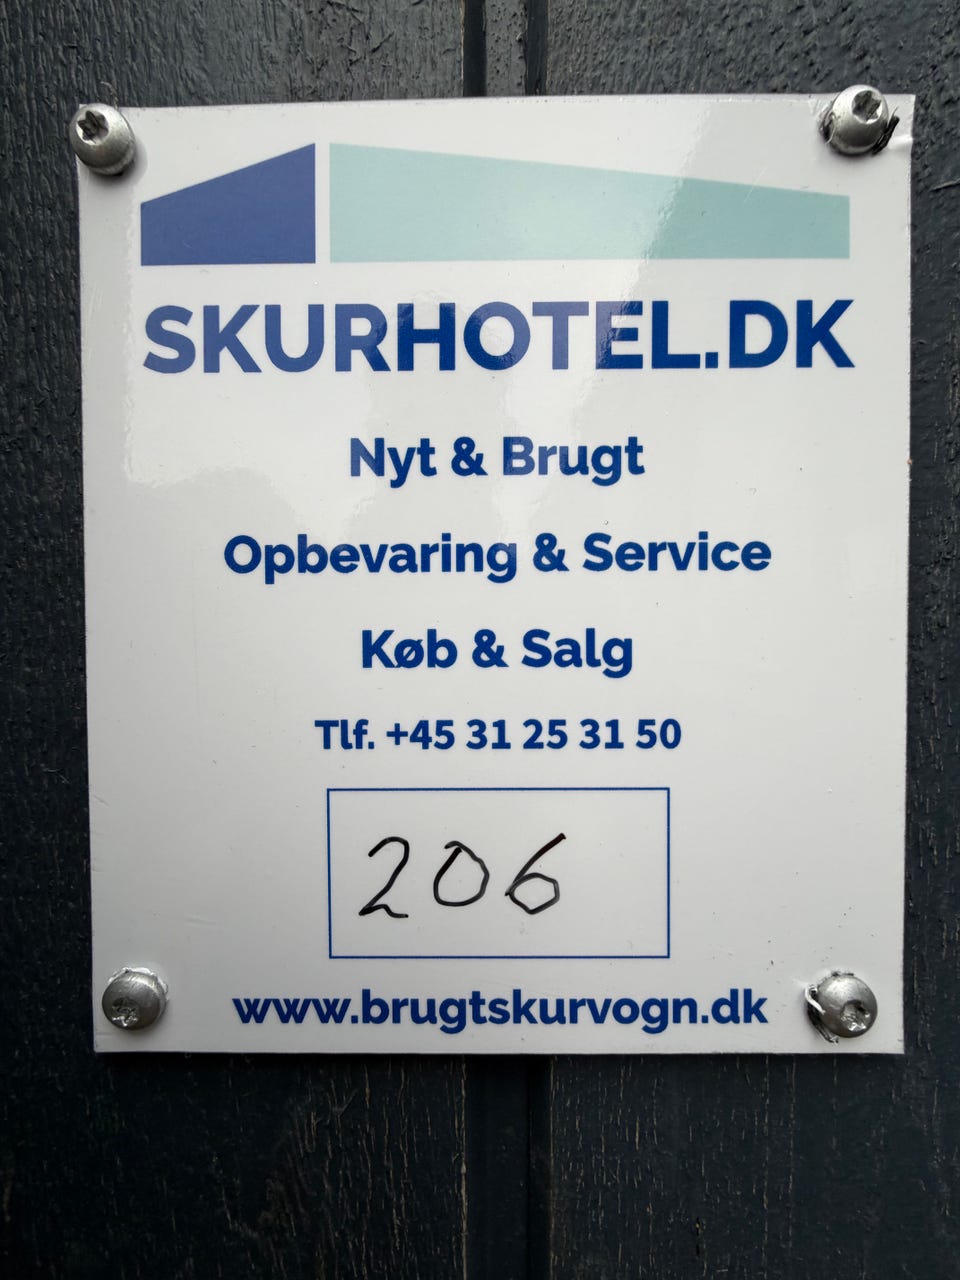 SKURHOTEL.DK
Nyt & Brugt
Opbevaring & Service
Køb & Salg
Tlf. +45 31 25 31 50
206
www.brugtskurvogn.dk